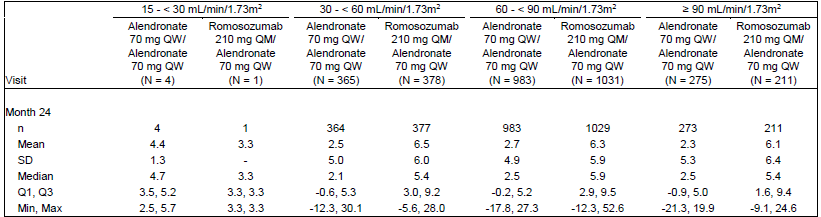 15 - < 30 mL/min/1.73m² 30 - < 60 mL/min/1.73m² 60 - < 90 mL/min/1.73m² ≥ 90 mL/min/1.73m²
Alendronate Romosozumab Alendronate Romosozumab Alendronate Romosozumab Alendronate Romosozumab
70 mg QW/ 210 mg QM/ 70 mg QW/ 210 mg QM/ 70 mg QW/ 210 mg QM/ 70 mg QW/ 210 mg QM/
Alendronate Alendronate Alendronate Alendronate Alendronate Alendronate Alendronate Alendronate
70 mg QW 70 mg QW 70 mg QW 70 mg QW 70 mg QW 70 mg QW 70 mg QW 70 mg QW
Visit (N = 4) (N = 1) (N = 365) (N = 378) (N = 983) (N = 1031) (N = 275) (N = 211)
Month 24
n 4 1 364 377 983 1029 273 211
Mean 4.4 3.3 2.5 6.5 2.7 6.3 2.3 6.1
SD 1.3 - 5.0 6.0 4.9 5.9 5.3 6.4
Median 4.7 3.3 2.1 5.4 2.5 5.9 2.5 5.4
Q1, Q3 3.5, 5.2 3.3, 3.3 -0.6, 5.3 3.0, 9.2 -0.2, 5.2 2.9, 9.5 -0.9, 5.0 1.6, 9.4
Min, Max 2.5, 5.7 3.3, 3.3 -12.3, 30.1 -5.6, 28.0 -17.8, 27.3 -12.3, 52.6 -21.3, 19.9 -9.1, 24.6